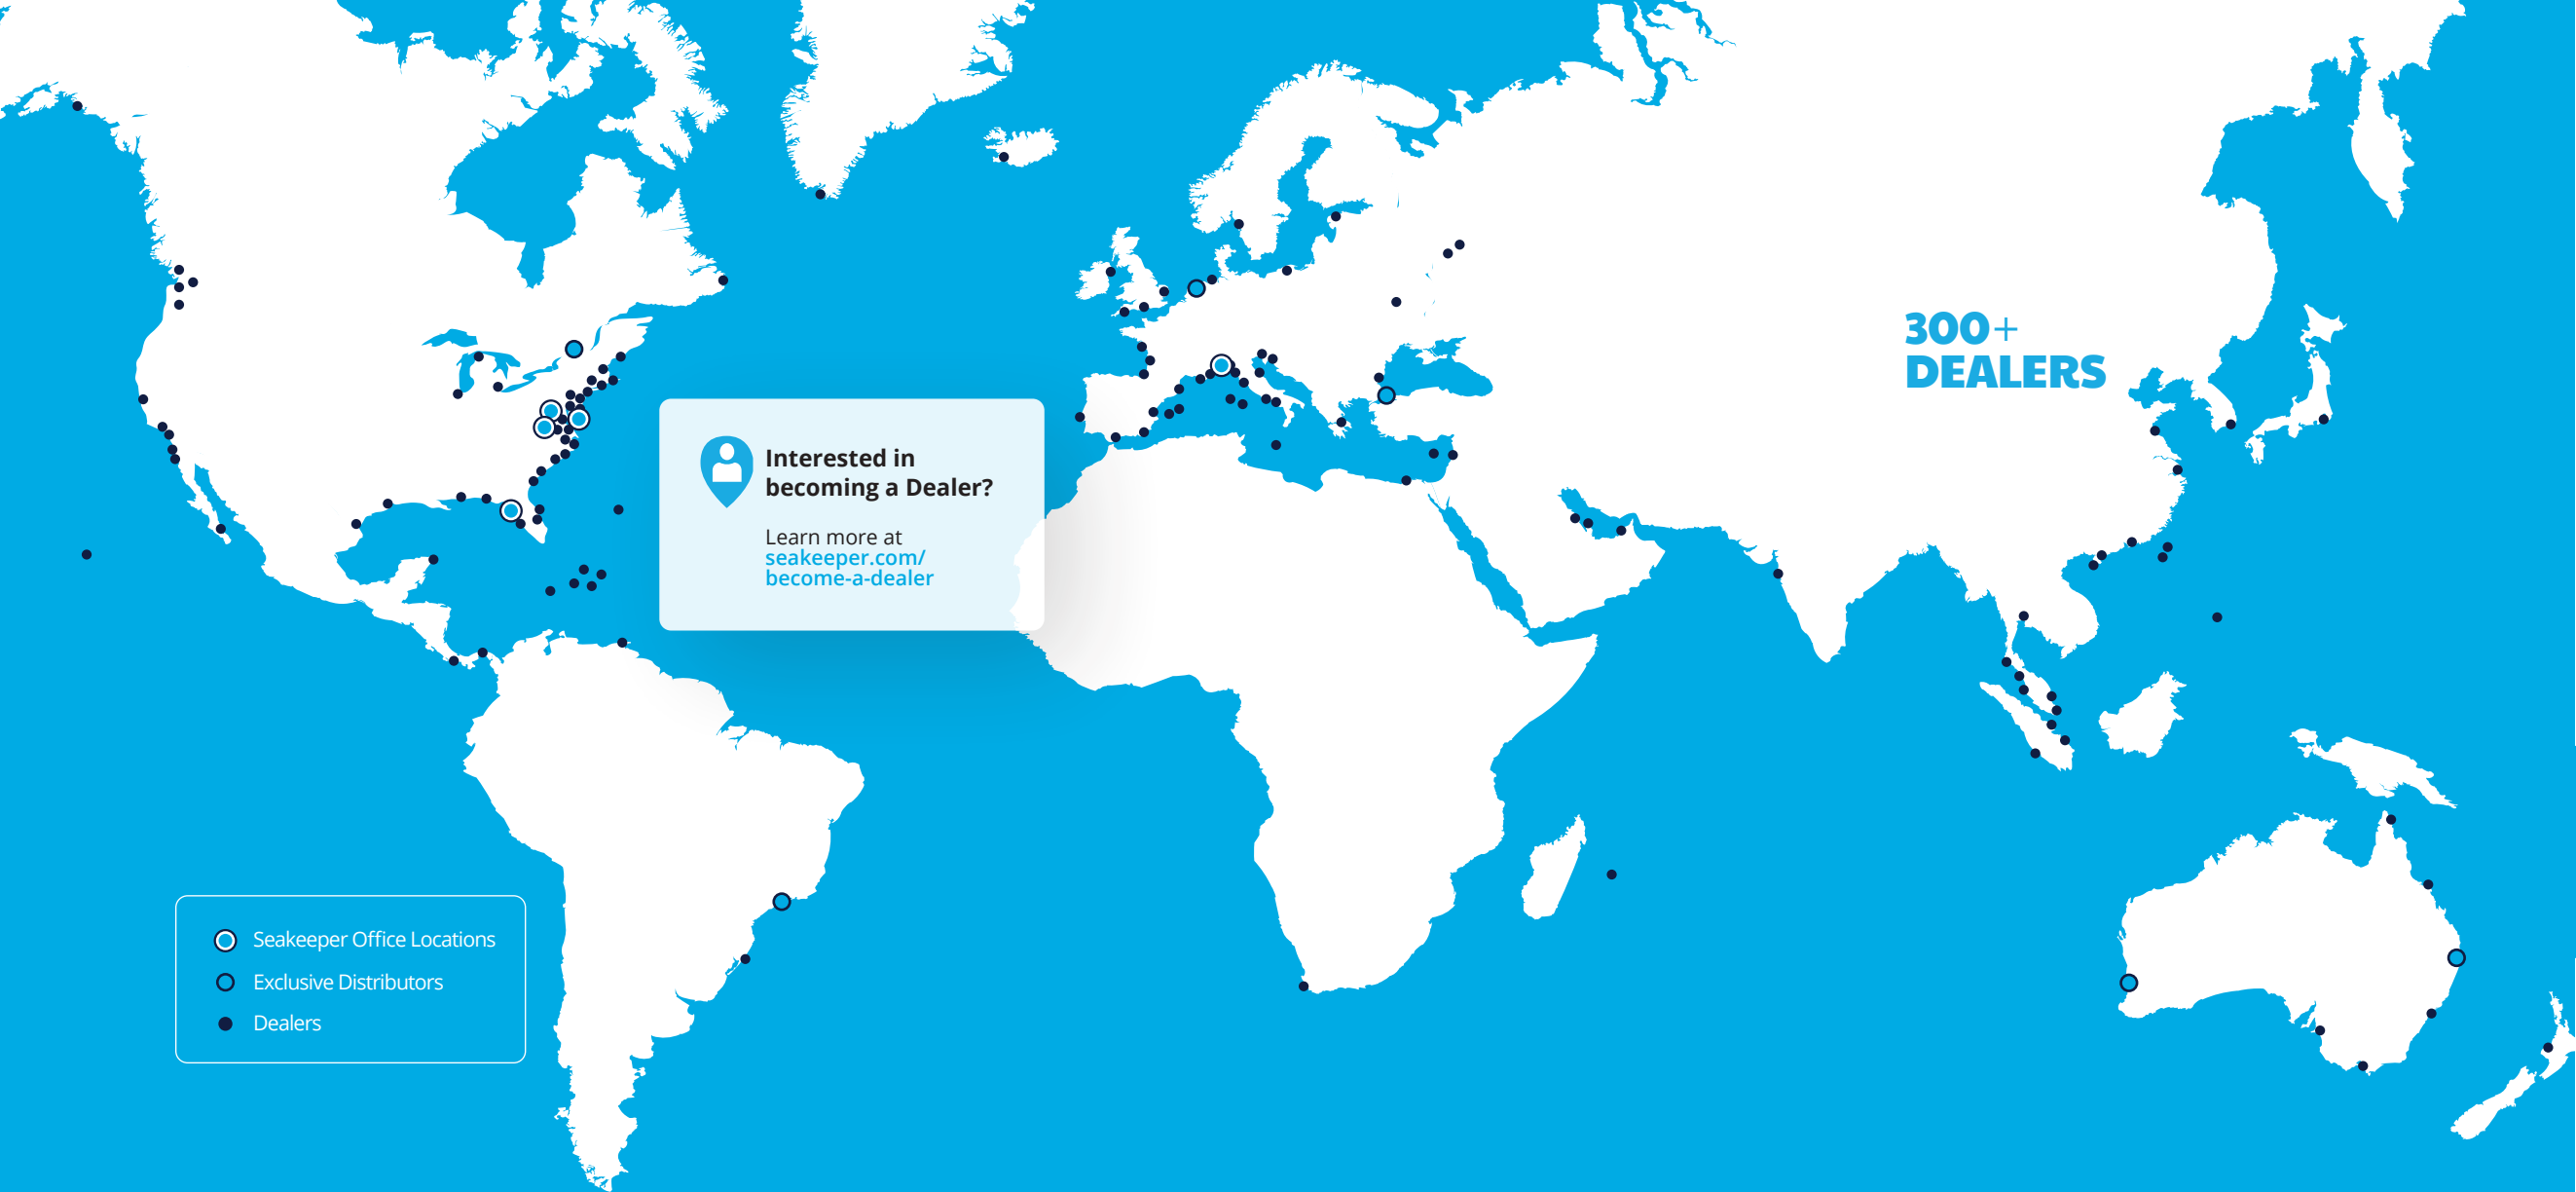 300+
DEALERS
Interested in
becoming a Dealer?
Learn more at
seakeeper.com/
become-a-dealer
Seakeeper Office Locations
Exclusive Distributors
Dealers